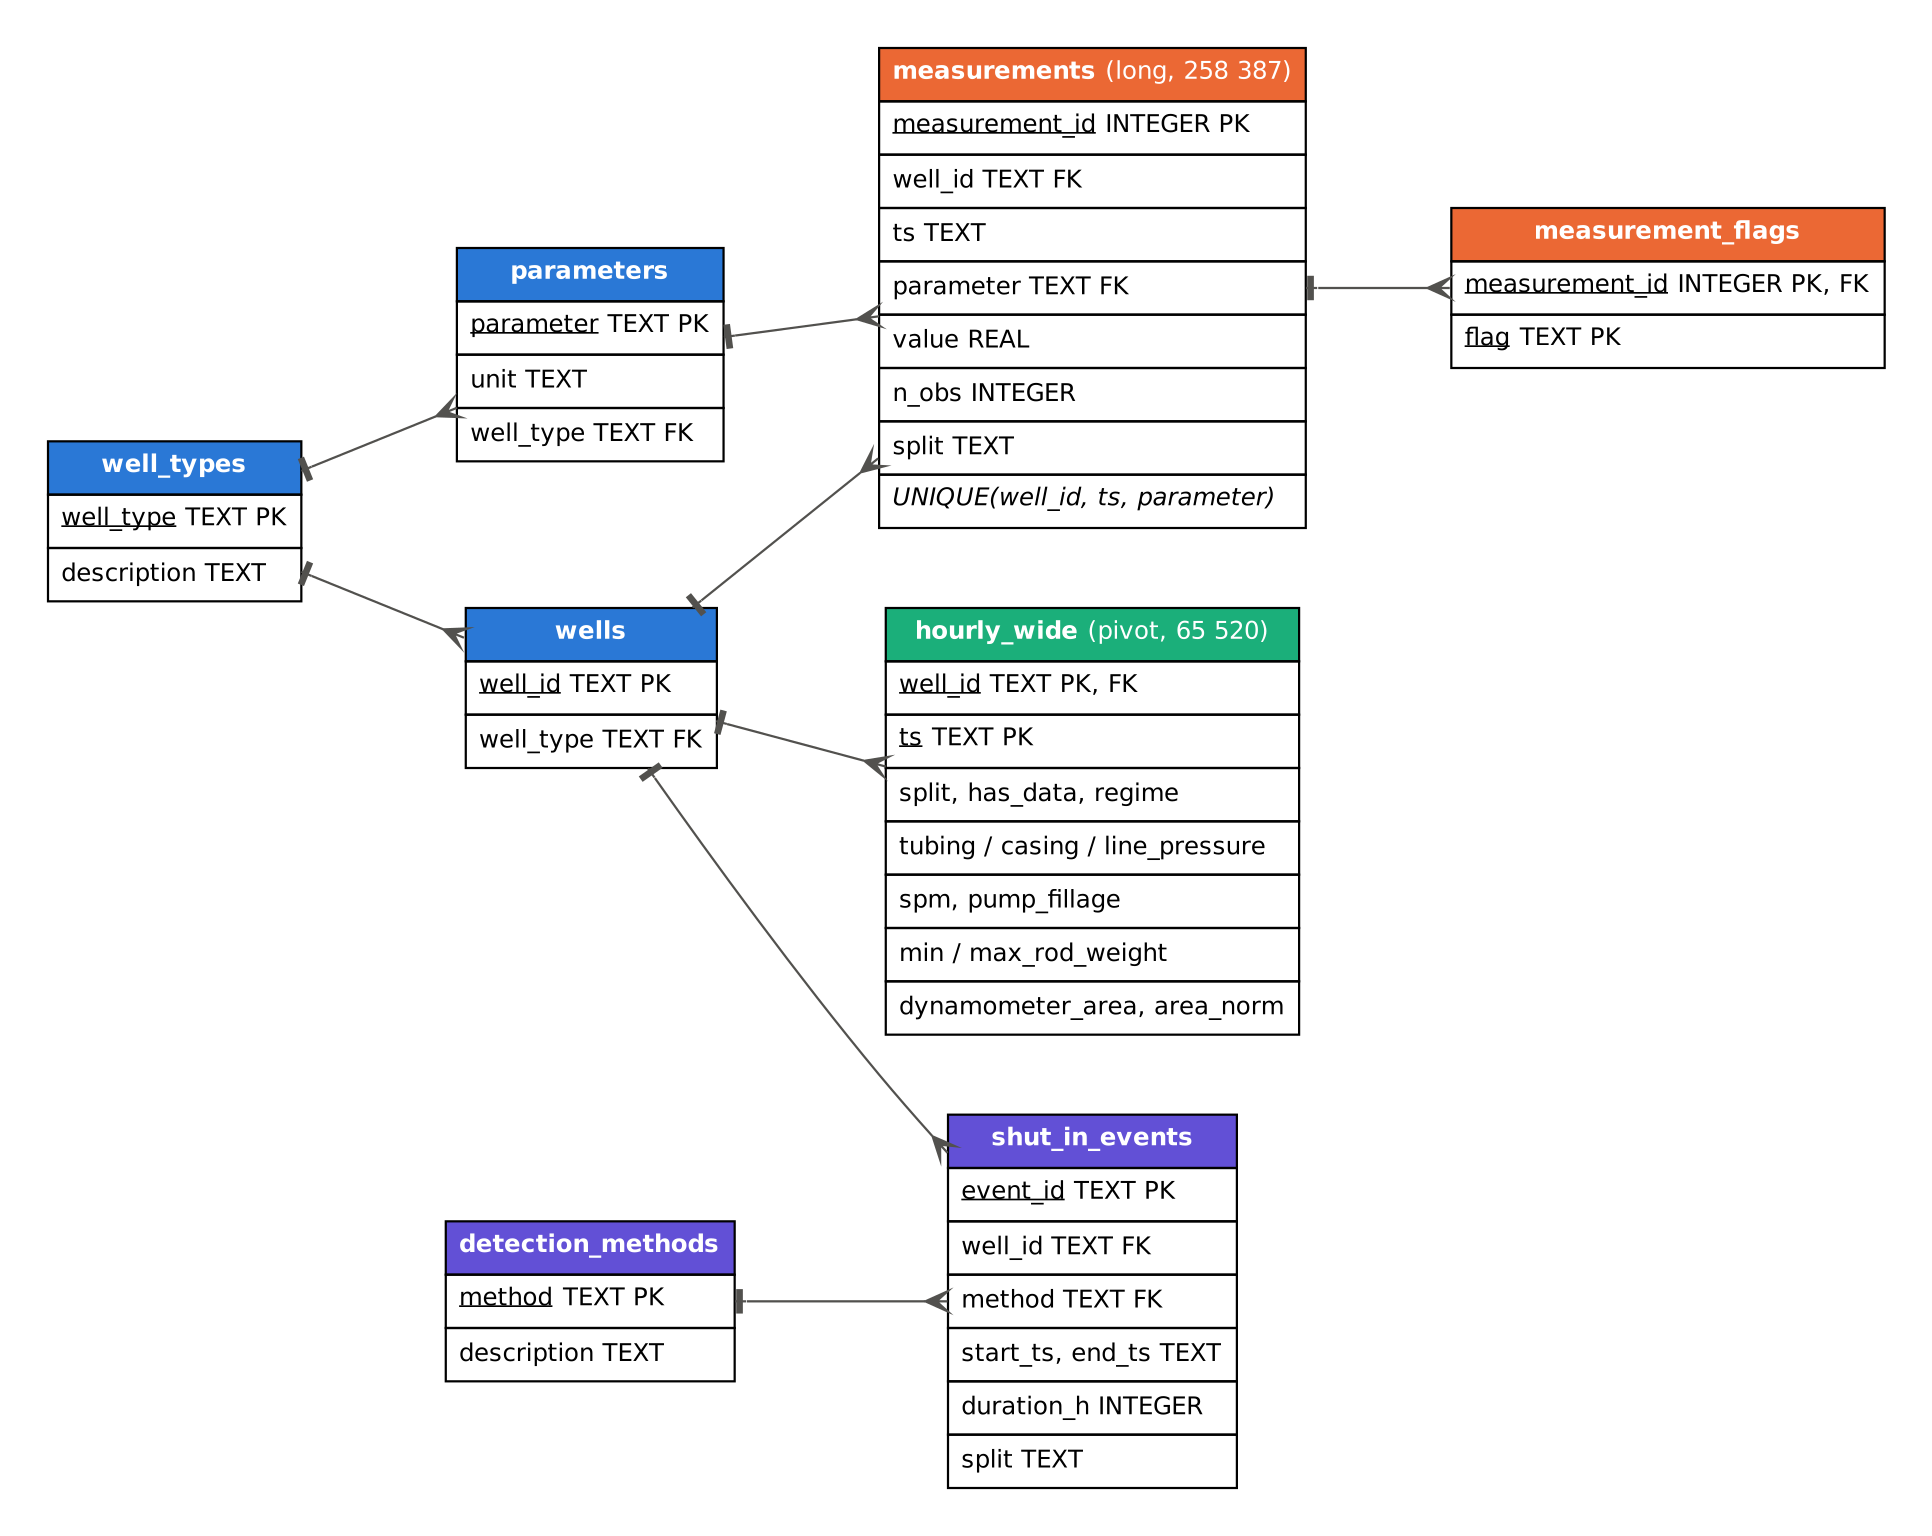 measurements (long, 258 387)
measurement_id INTEGER PK
well_id TEXT FK
ts TEXT
parameter TEXT FK
value REAL
n_obs INTEGER
split TEXT
UNIQUE(well_id, ts, parameter)
measurement_flags
measurement_id INTEGER PK, FK
flag TEXT PK
parameters
parameter TEXT PK
unit TEXT
well_type TEXT FK
well_types
well_type TEXT PK
description TEXT
wells
well_id TEXT PK
well_type TEXT FK
hourly_wide (pivot, 65 520)
well_id TEXT PK, FK
ts TEXT PK
split, has_data, regime
tubing / casing / line_pressure
spm, pump_fillage
min / max_rod_weight
dynamometer_area, area_norm
shut_in_events
event_id TEXT PK
well_id TEXT FK
method TEXT FK
start_ts, end_ts TEXT
duration_h INTEGER
split TEXT
detection_methods
method TEXT PK
description TEXT